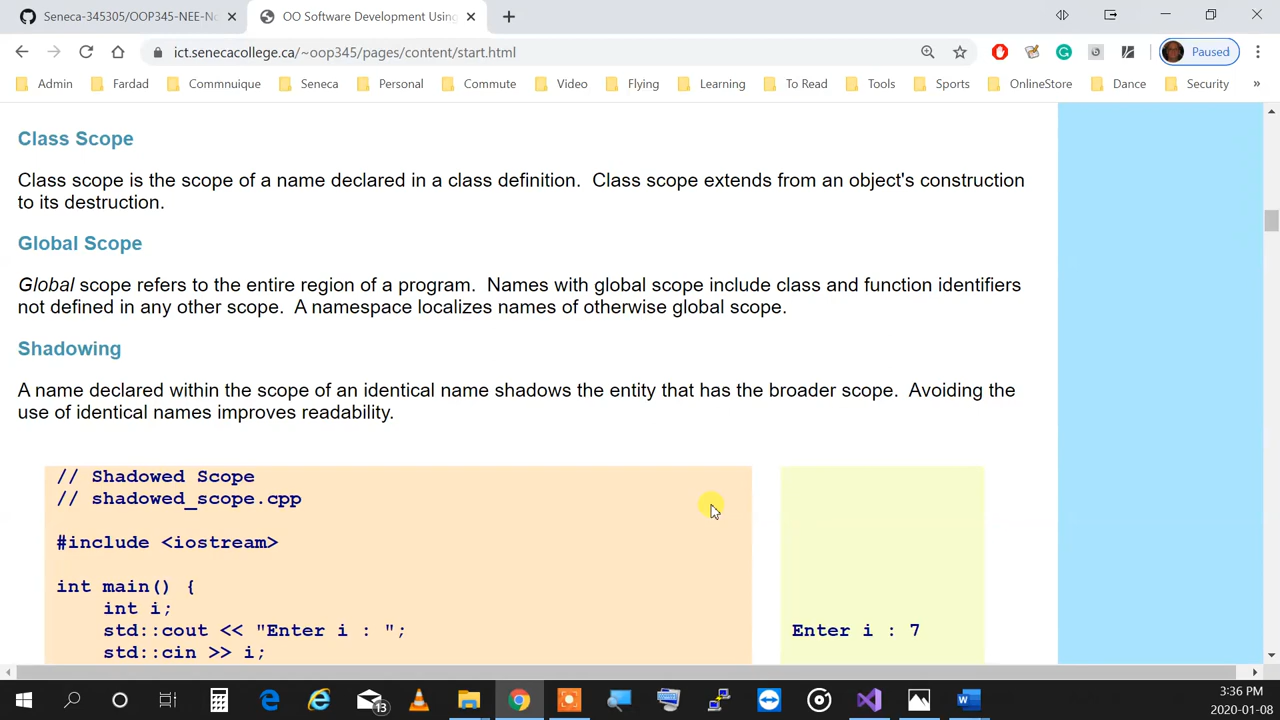 Seneca-345305/OOP345-NEE-No
OO Software Development Using
ict.senecacollege.ca/~oop345/pages/content/start.html
Paused
Admin
Fardad
Commnuique
Seneca
Personal
Commute
Video
Flying
Learning
To Read
Tools
Sports
OnlineStore
Dance
Security
»
Class Scope
Class scope is the scope of a name declared in a class definition. Class scope extends from an object's construction
to its destruction.
Global Scope
Global scope refers to the entire region of a program. Names with global scope include class and function identifiers
not defined in any other scope. A namespace localizes names of otherwise global scope.
Shadowing
A name declared within the scope of an identical name shadows the entity that has the broader scope. Avoiding the
use of identical names improves readability.
// Shadowed Scope
// shadowed_scope.cpp
#include <iostream>
int main() {
int i;
std::cout << "Enter i : ";
Enter i : 7
std::cin >> i;
13
3:36 PM
2020-01-08